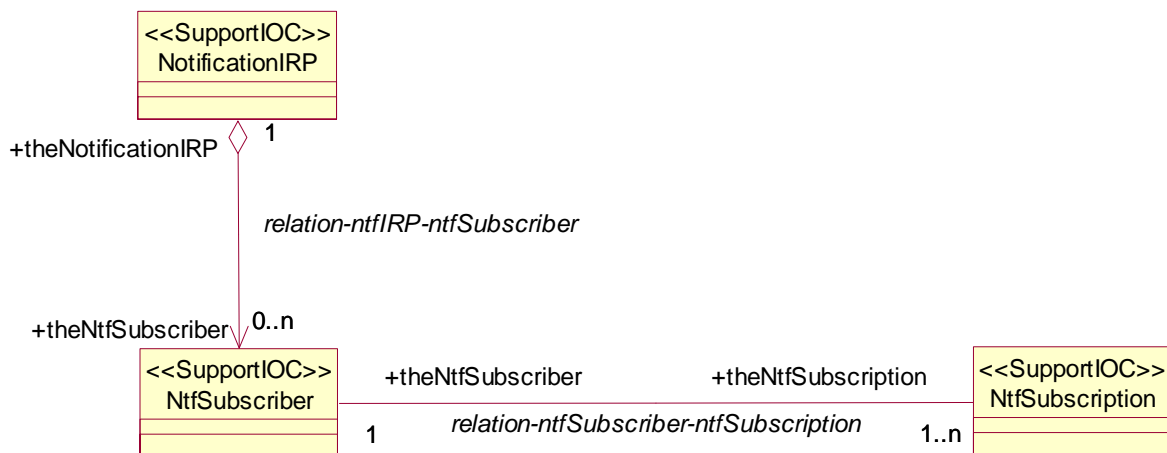 <<SupportIOC>>
NotificationIRP
1
+theNotificationIRP
relation-ntfIRP-ntfSubscriber
0..n
+theNtfSubscriber
<<SupportIOC>>
NtfSubscriber
+theNtfSubscriber
+theNtfSubscription
1
relation-ntfSubscriber-ntfSubscription
1..n
<<SupportIOC>>
NtfSubscription